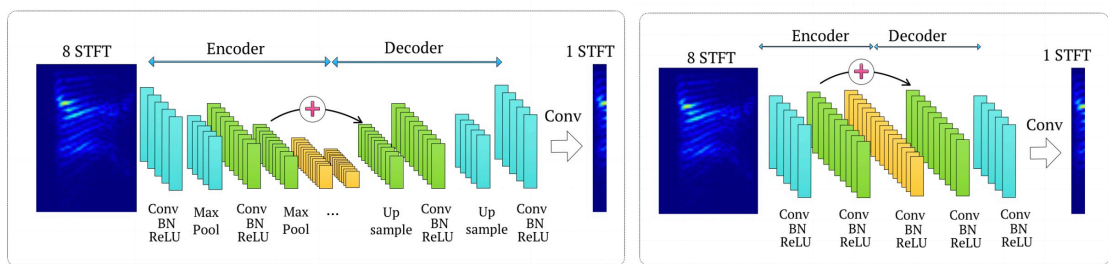 8 STFT
Encoder
Decoder
1 STFT
Conv
Conv
BN
ReLU
Max
Pool
Conv
BN
ReLU
Max
Pool
...
Up
sample
Conv
BN
ReLU
Up
sample
Conv
BN
ReLU
8 STFT
Encoder
Decoder
1 STFT
Conv
Conv
BN
ReLU
Conv
BN
ReLU
Conv
BN
ReLU
Conv
BN
ReLU
Conv
BN
ReLU